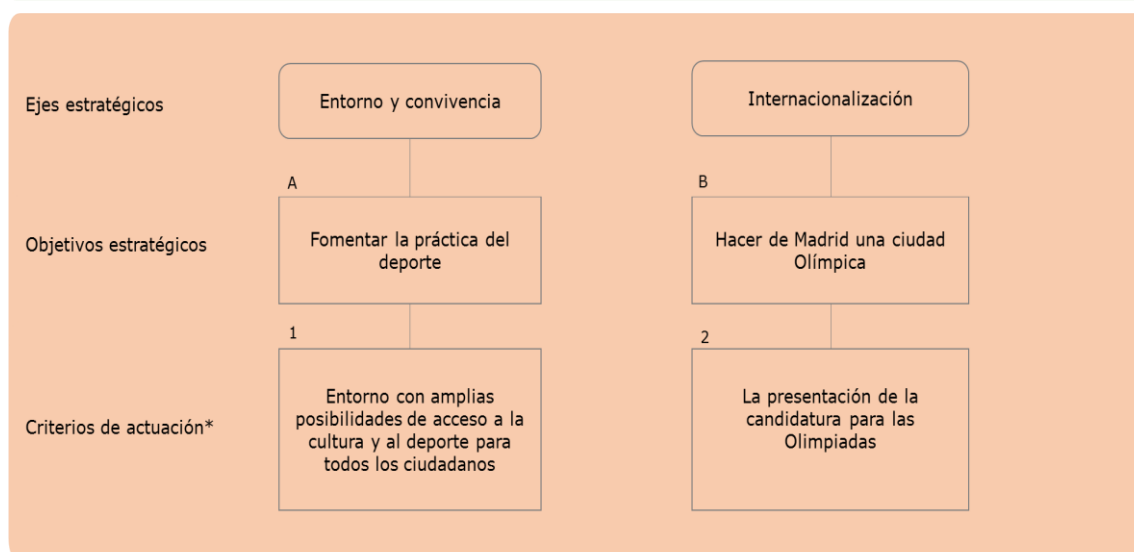 Ejes estratégicos
Entorno y convivencia
Internacionalización
A
B
Objetivos estratégicos
Fomentar la práctica del
deporte
Hacer de Madrid una ciudad
Olímpica
1
2
Criterios de actuación*
Entorno con amplias
posibilidades de acceso a la
cultura y al deporte para
todos los ciudadanos
La presentación de la
candidatura para las
Olimpiadas